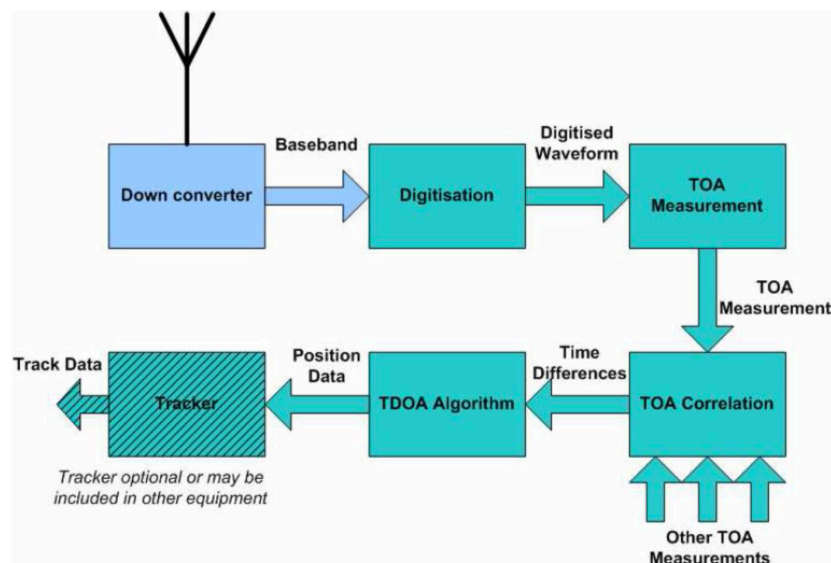 Baseband
Digitised
Waveform
Down converter
Digitisation
TOA
Measurement
TOA
Measurement
Track Data
Position
Data
Time
Differences
Tracker
TDOA Algorithm
TOA Correlation
Tracker optional or may be
included in other equipment
Other TOA
Measurements